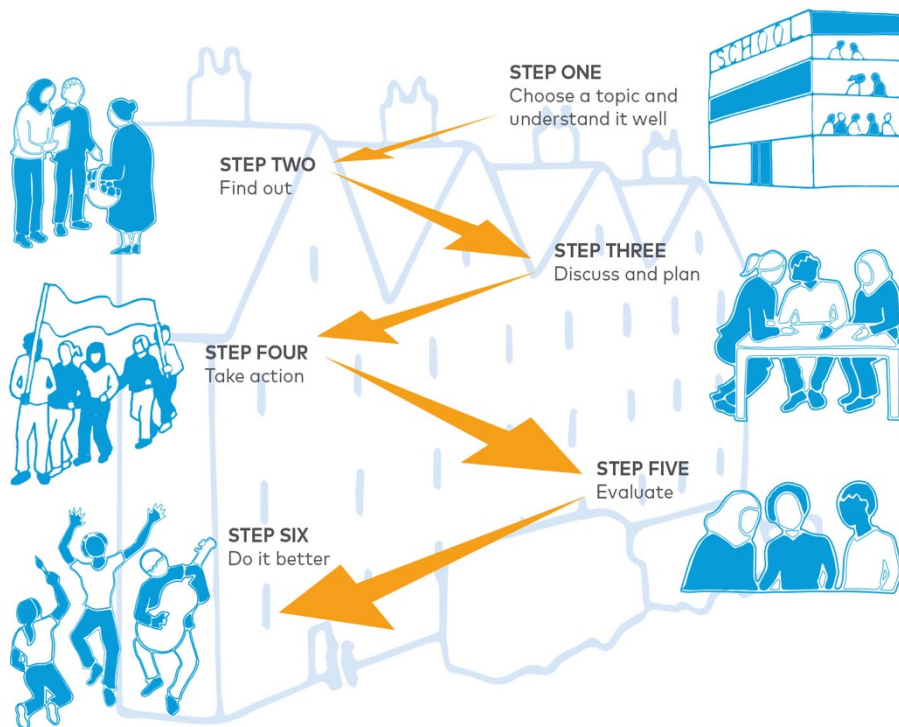 STEP ONE
Choose a topic and
understand it well
SCHOOL
STEP TWO
Find out
STEP THREE
Discuss and plan
STEP FOUR
Take action
STEP FIVE
Evaluate
STEP SIX
Do it better